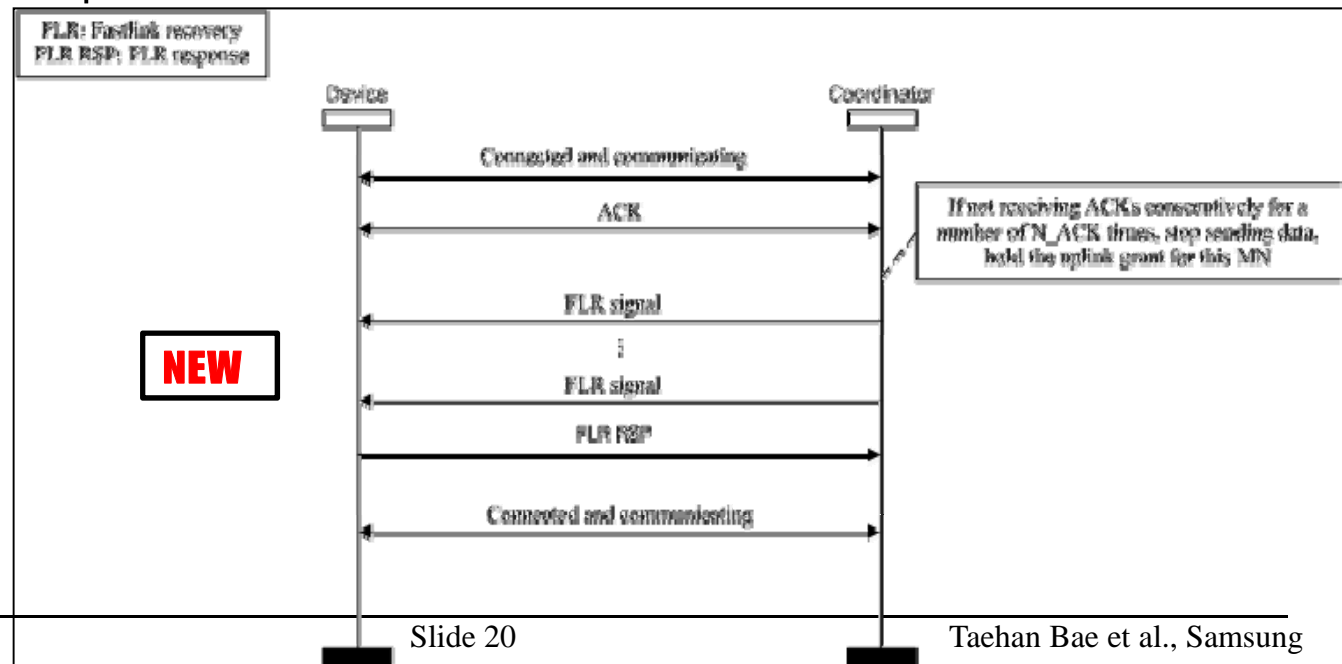 FLR: Fastlink recovery
FLR RSP: FLR response
Device
Coordinator
Connected and communicating
ACK
If not receiving ACKs consecutively for a
number of N_ACK times, stop sending data,
hold the uplink grant for this MN
FLR signal
NEW
FLR signal
FLR RSP
Connected and communicating
Slide 20
Taehan Bae et al., Samsung